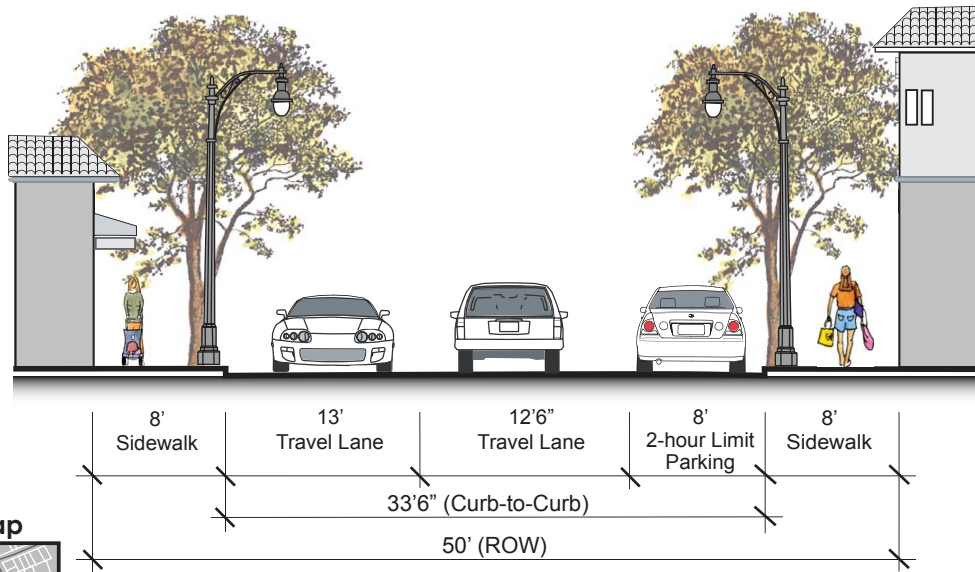 8’
Sidewalk
13’
Travel Lane
12’6”
Travel Lane
8’
2-hour Limit
Parking
8’
Sidewalk
33’6” (Curb-to-Curb)
50’ (ROW)